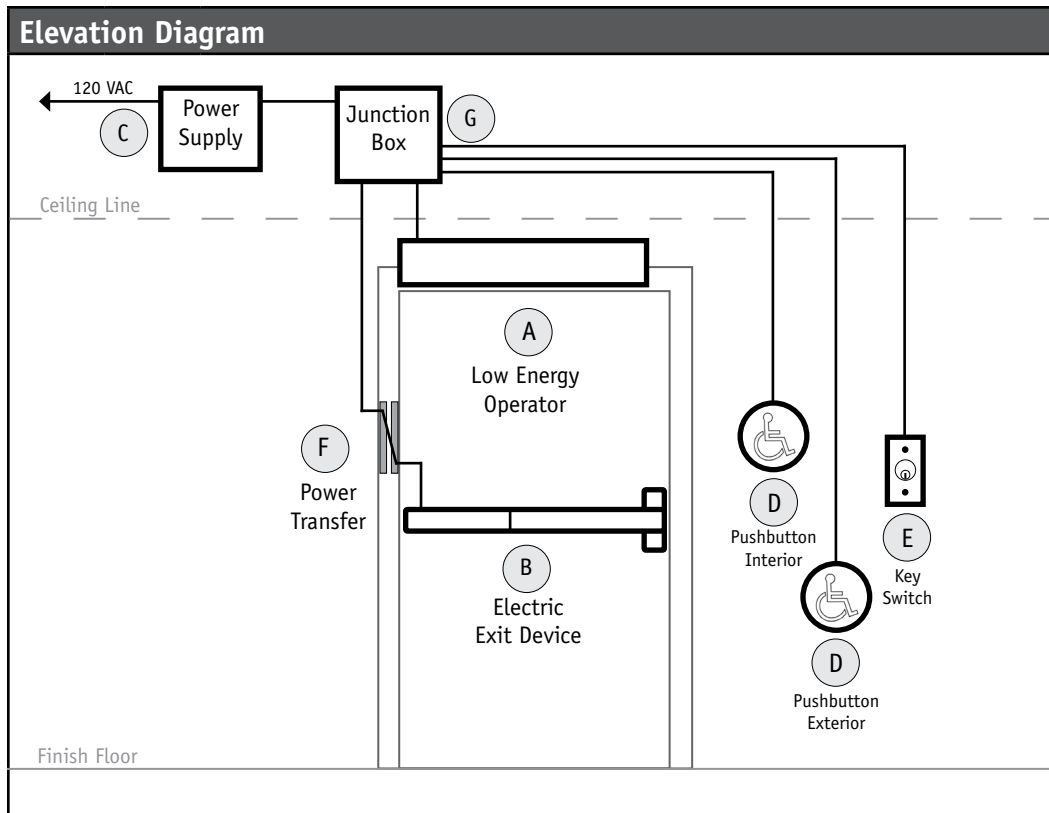 Elevation Diagram
120 VAC
C
Power
Supply
Junction
Box
G
Ceiling Line
A
Low Energy
Operator
F
Power
Transfer
B
Electric
Exit Device
D
Pushbutton
Interior
E
Key
Switch
D
Pushbutton
Exterior
Finish Floor